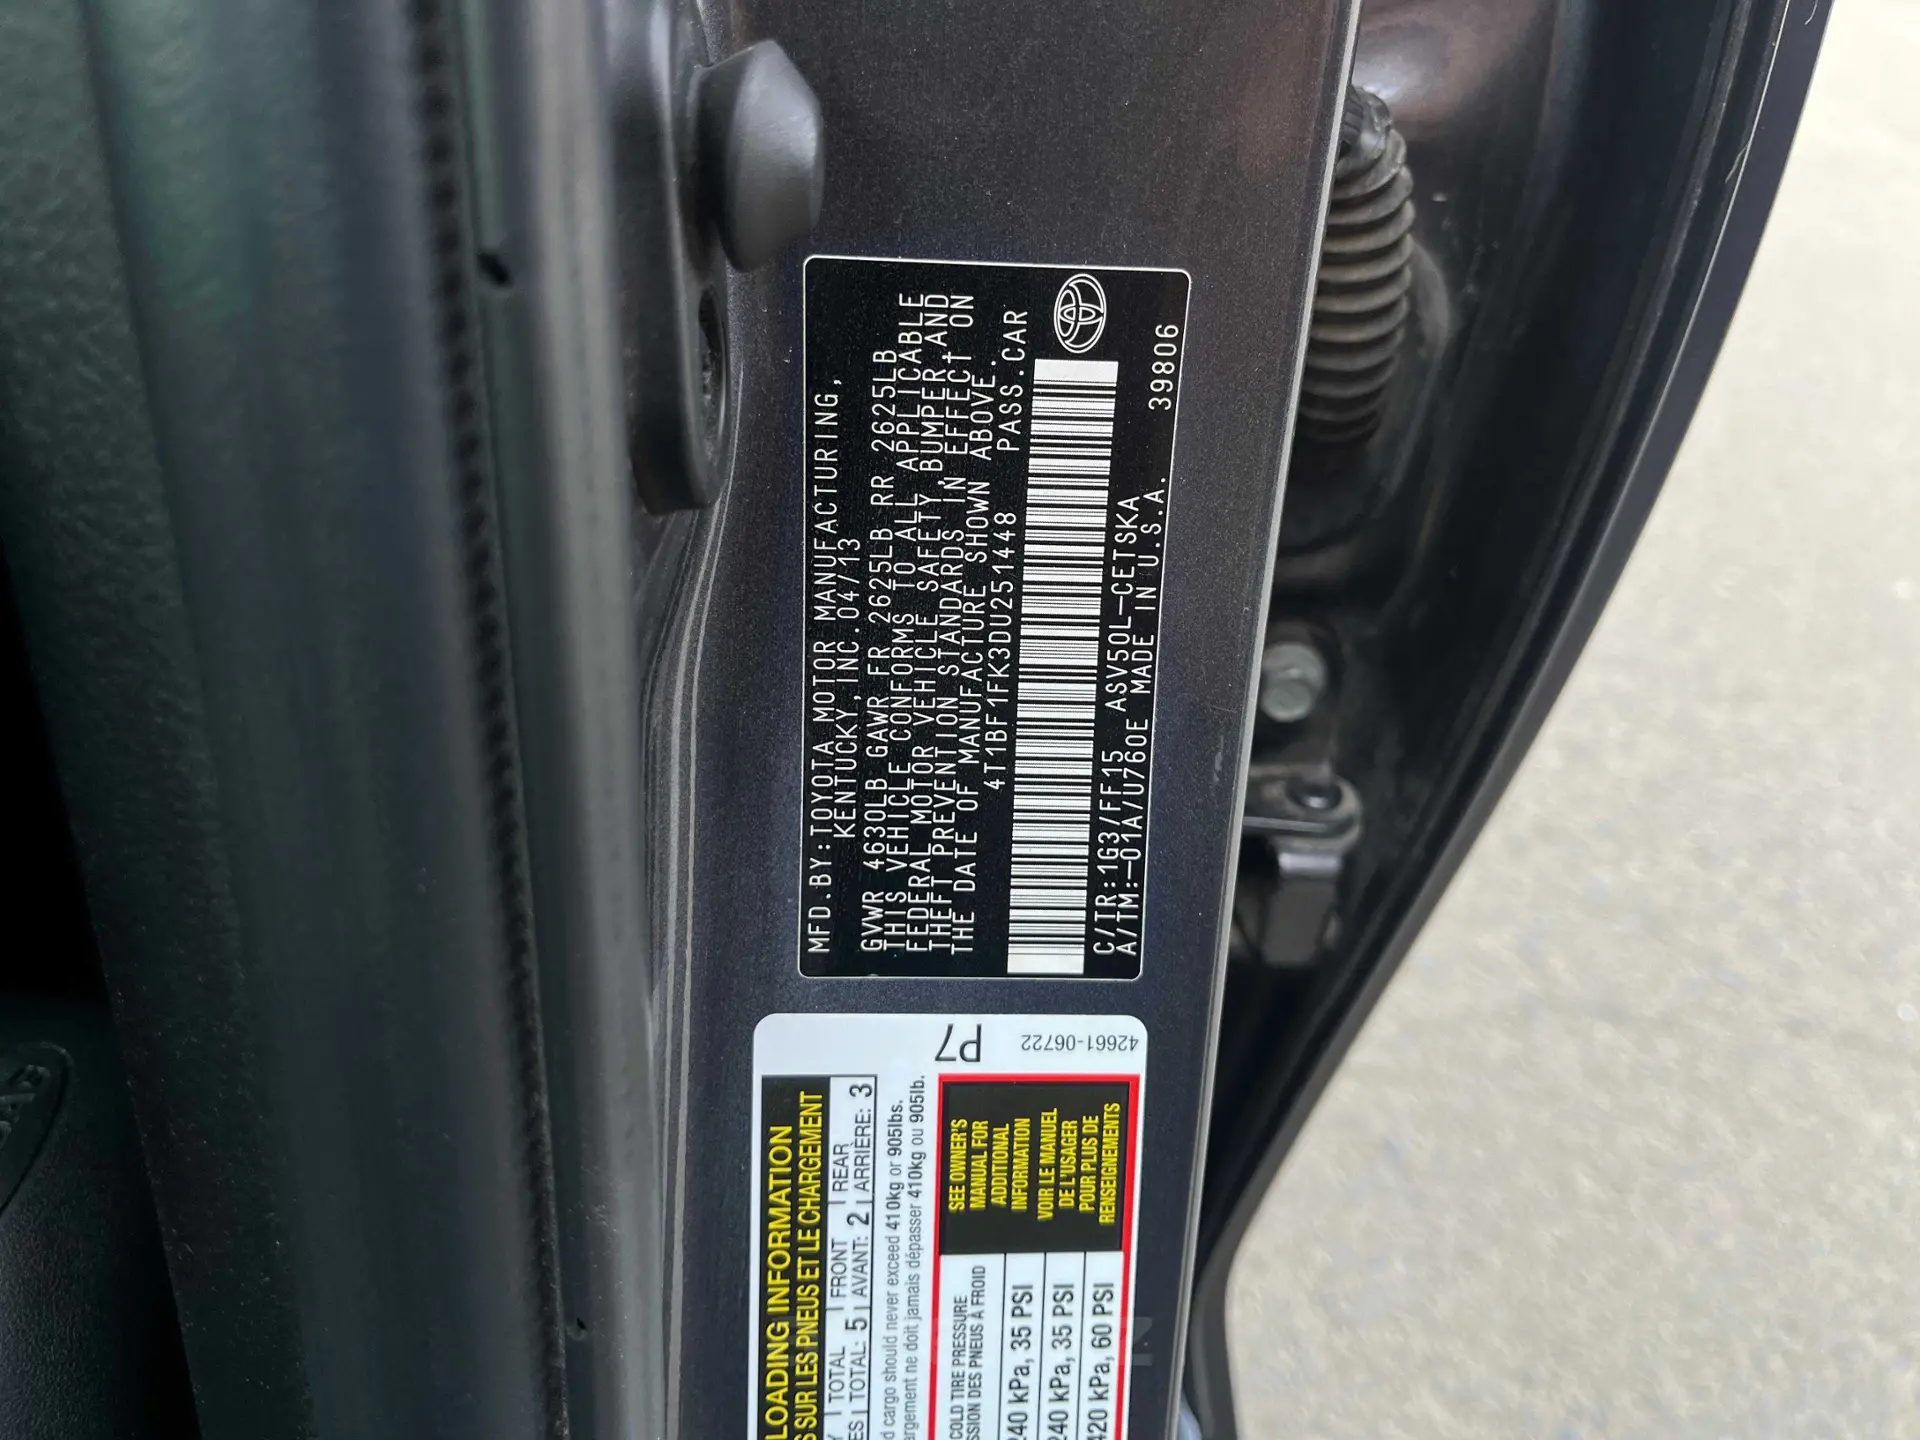 MFD.BY:TOYOTA MOTOR MANUFACTURING,
KENTUCKY, INC.04/13
GVWR 4630LB GAWR FR 2625LB RR 2625LB
THIS VEHICLE CONFORMS TO ALL APPLICABLE
FEDERAL MOTOR VEHICLE SAFETY,BUMPER,AND
THEFT PREVENTION STANDARDS IN EFFECT ON
THE DATE OF MANUFACTURE SHOWN ABOVE.
4T1BF1FK3DU251448 PASS.CAR
C/TR:1G3/FF15 ASV50L-CETSKA
A/TM:-01A/U760E MADE IN U.S.A. 39806
P7
42661-06722
LOADING INFORMATION
SUR LES PNEUS ET LE CHARGEMENT
TOTAL FRONT REAR
TOTAL: 5 AVANT: 2 ARRIÈRE: 3
cargo should never exceed 410kg or 905lbs.
ne doit jamais dépasser 410kg ou 905lb.
COLD TIRE PRESSURE
DES PNEUS À FROID
240 kPa, 35 PSI
240 kPa, 35 PSI
420 kPa, 60 PSI
SEE OWNER'S
MANUAL FOR
ADDITIONAL
INFORMATION
VOIR LE MANUEL
DE L'USAGER
POUR PLUS DE
RENSEIGNEMENTS